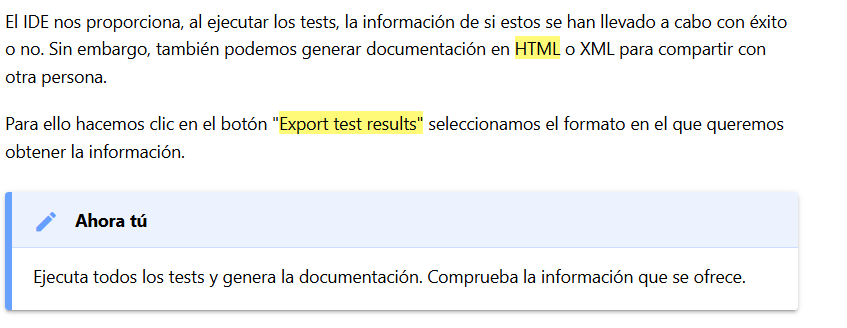 El IDE nos proporciona, al ejecutar los tests, la información de si estos se han llevado a cabo con éxito
o no. Sin embargo, también podemos generar documentación en HTML o XML para compartir con
otra persona.
Para ello hacemos clic en el botón "Export test results" seleccionamos el formato en el que queremos
obtener la información.
Ahora tú
Ejecuta todos los tests y genera la documentación. Comprueba la información que se ofrece.